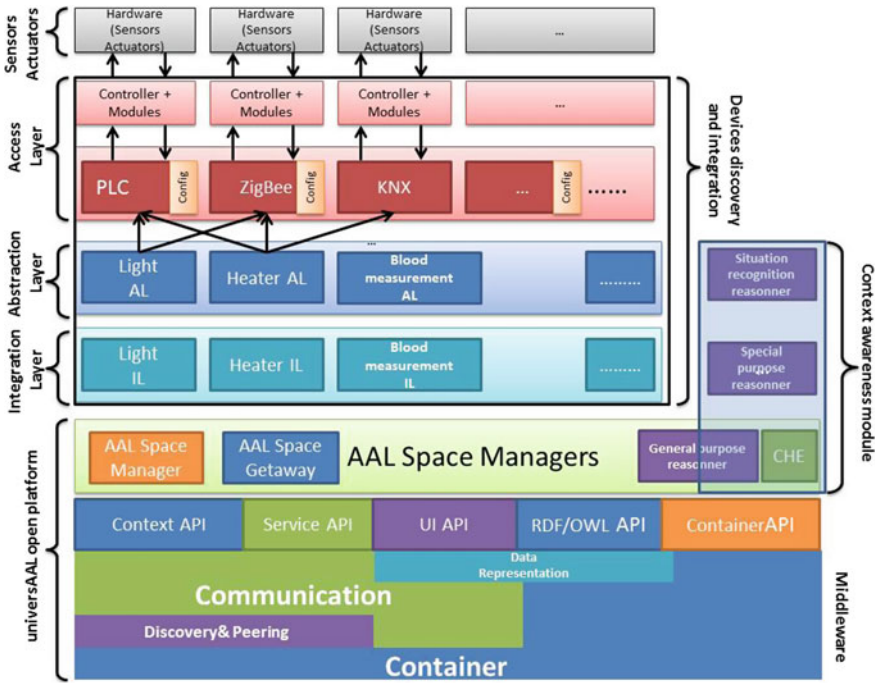 Sensors
Actuators
Hardware
(Sensors
Actuators)
Hardware
(Sensors
Actuators)
Hardware
(Sensors
Actuators)
...
Access
Layer
Controller +
Modules
Controller +
Modules
Controller +
Modules
...
PLC
Config
ZigBee
Config
KNX
...
Config
......
Devices discovery
and integration
...
Abstraction
Layer
Light
AL
Heater AL
Blood
measurement
AL
.........
Situation
recognition
reasonner
Integration
Layer
Light
IL
Heater IL
Blood
measurement
IL
.........
Special
purpose
...
reasonner
Context awareness module
universAAL open platform
AAL Space
Manager
AAL Space
Getaway
AAL Space Managers
General purpose
reasonner
CHE
Context API
Service API
UI API
RDF/OWL API
ContainerAPI
Data
Representation
Communication
Discovery& Peering
Container
Middleware